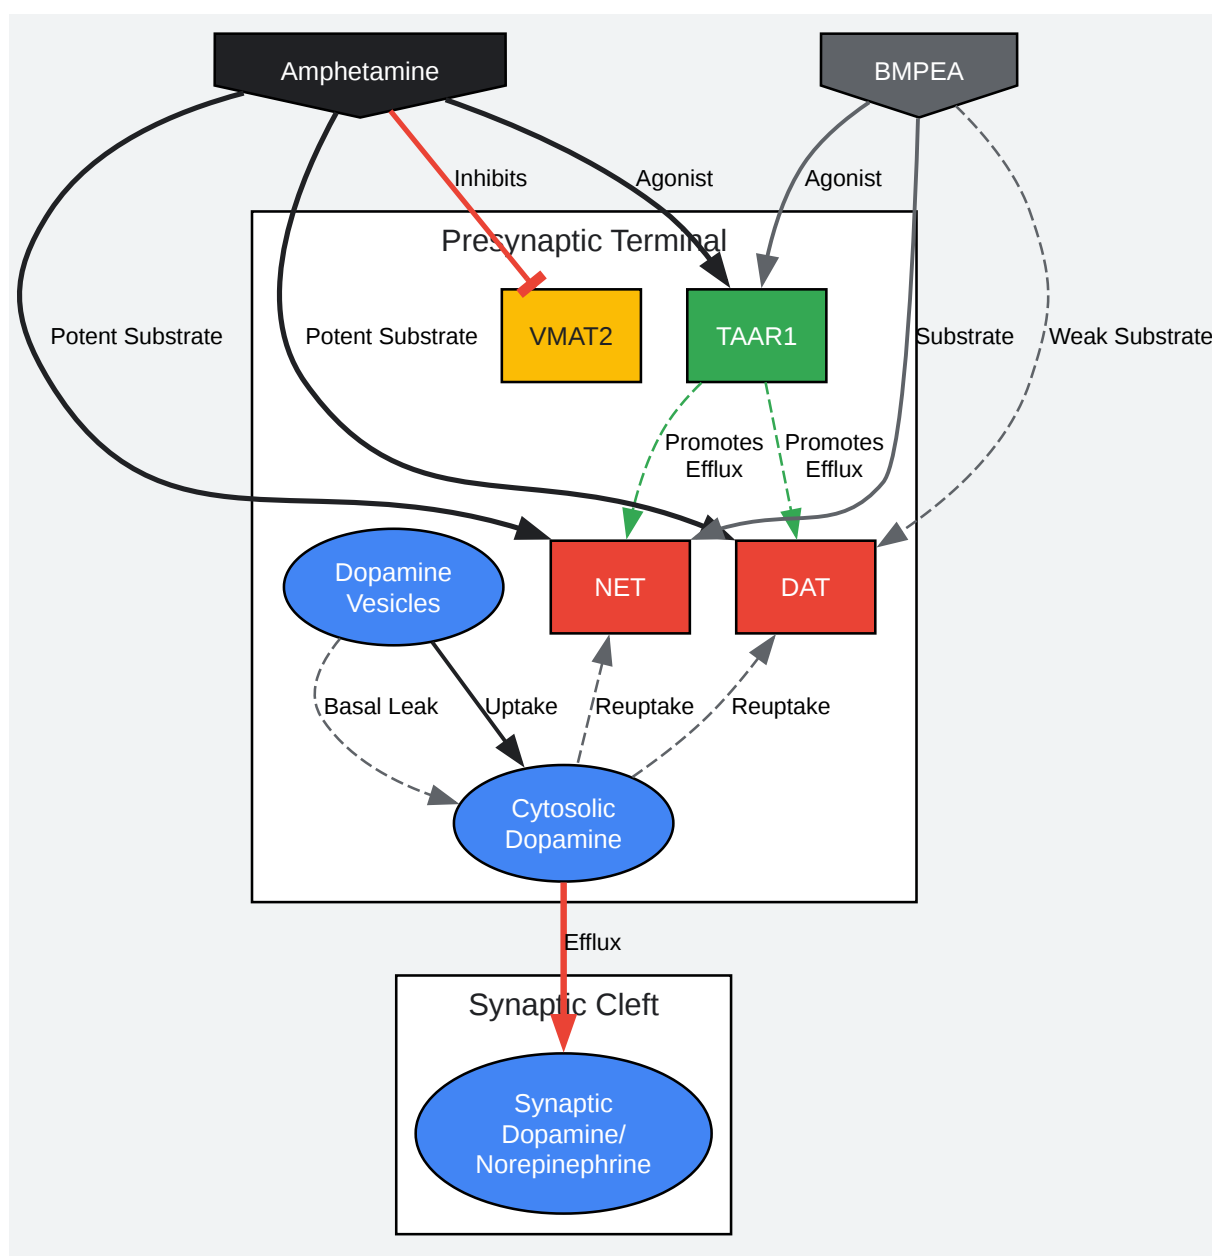 Amphetamine
BMPEA
Inhibits
Agonist
Agonist
Presynaptic Terminal
Potent Substrate
Potent Substrate
VMAT2
TAAR1
Substrate
Weak Substrate
Promotes
Efflux
Promotes
Efflux
Dopamine
Vesicles
NET
DAT
Basal Leak
Uptake
Reuptake
Reuptake
Cytosolic
Dopamine
Efflux
Synaptic Cleft
Synaptic
Dopamine/
Norepinephrine